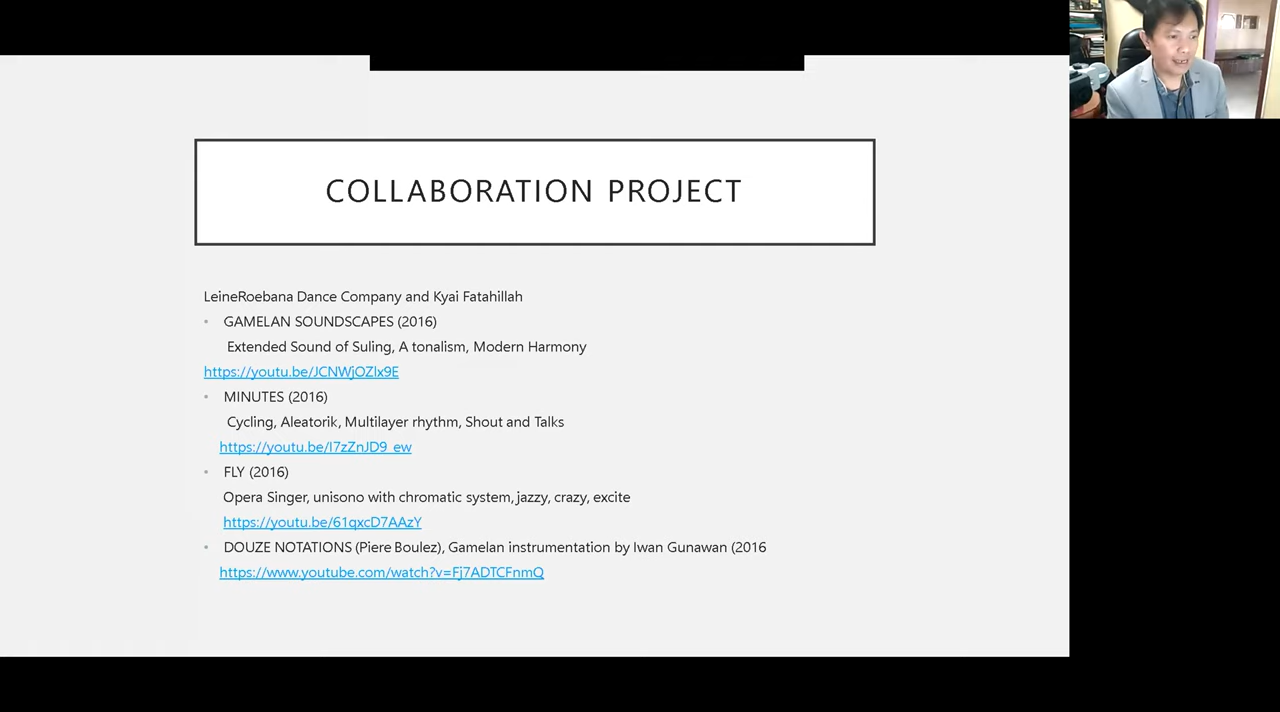 COLLABORATION PROJECT
LeineRoebana Dance Company and Kyai Fatahillah
• GAMELAN SOUNDSCAPES (2016)
Extended Sound of Suling, A tonalism, Modern Harmony
https://youtu.be/JCNWjOZlx9E
• MINUTES (2016)
Cycling, Aleatorik, Multilayer rhythm, Shout and Talks
https://youtu.be/I7zZnJD9_ew
• FLY (2016)
Opera Singer, unisono with chromatic system, jazzy, crazy, excite
https://youtu.be/61qxcD7AAzY
• DOUZE NOTATIONS (Piere Boulez), Gamelan instrumentation by Iwan Gunawan (2016
https://www.youtube.com/watch?v=Fj7ADTCFnmQ